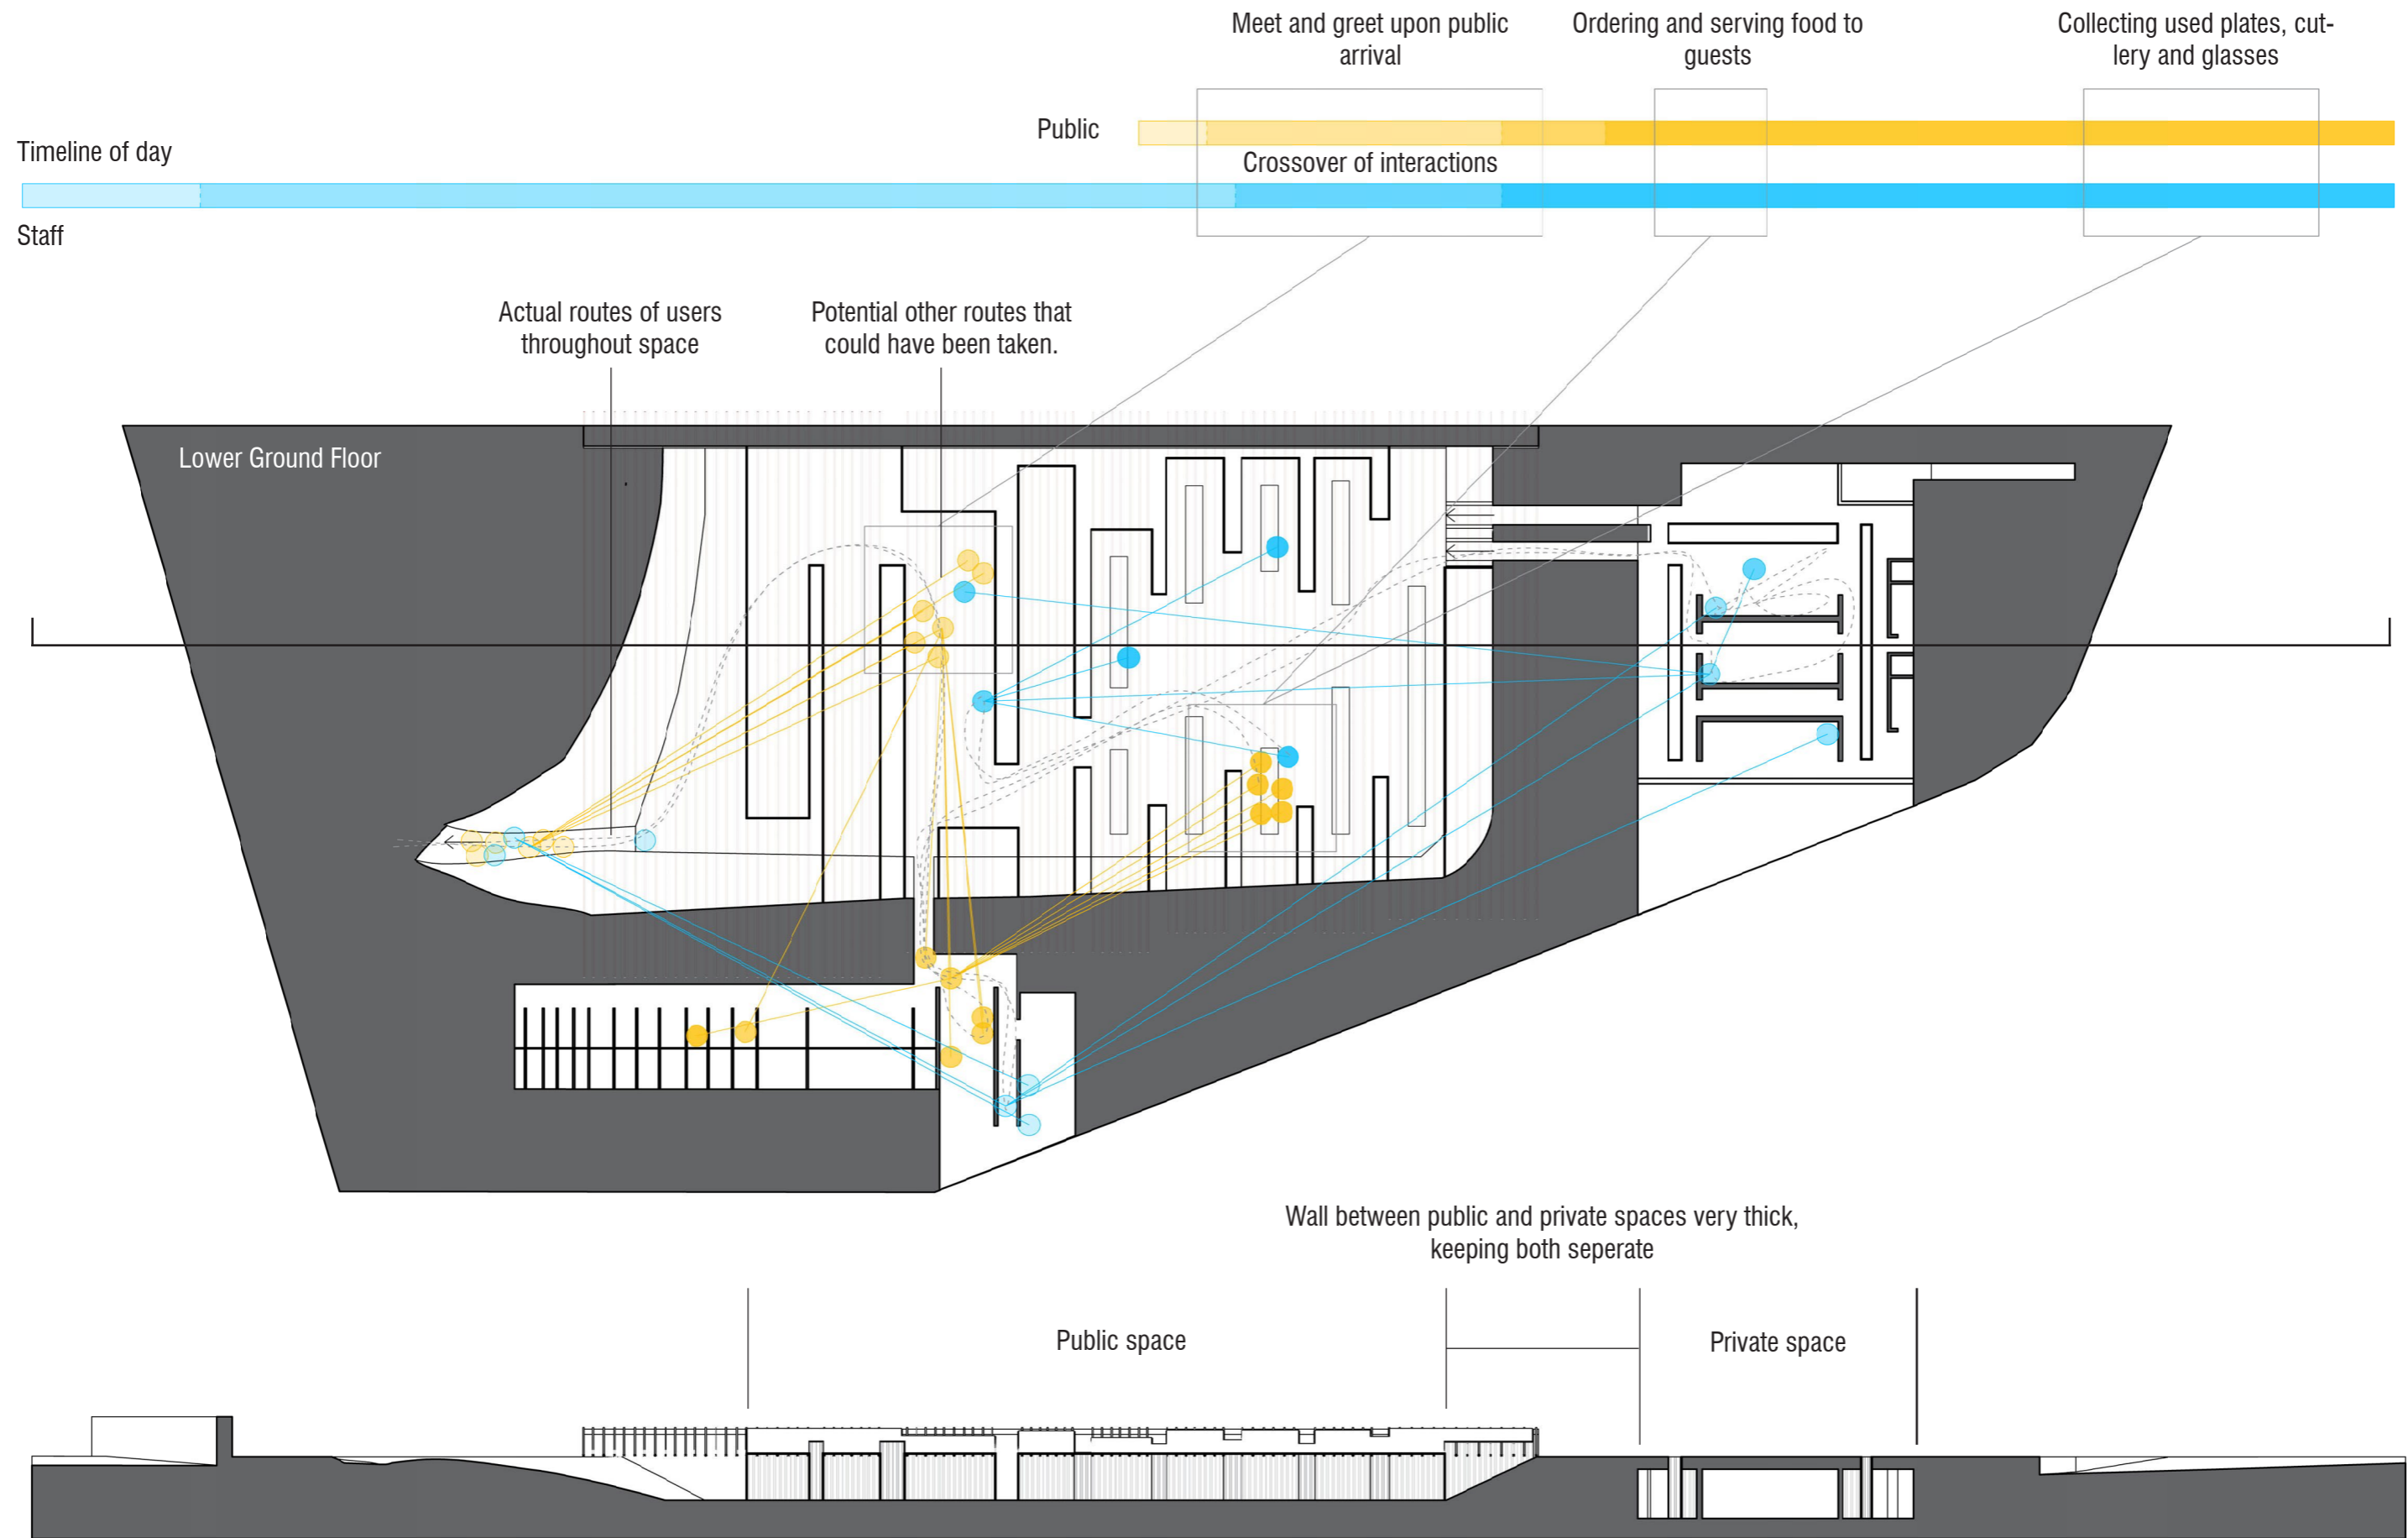 Meet and greet upon public
arrival
Ordering and serving food to
guests
Collecting used plates, cut-
lery and glasses
Public
Timeline of day
Crossover of interactions
Staff
Actual routes of users
throughout space
Potential other routes that
could have been taken.
Lower Ground Floor
Wall between public and private spaces very thick,
keeping both seperate
Public space
Private space